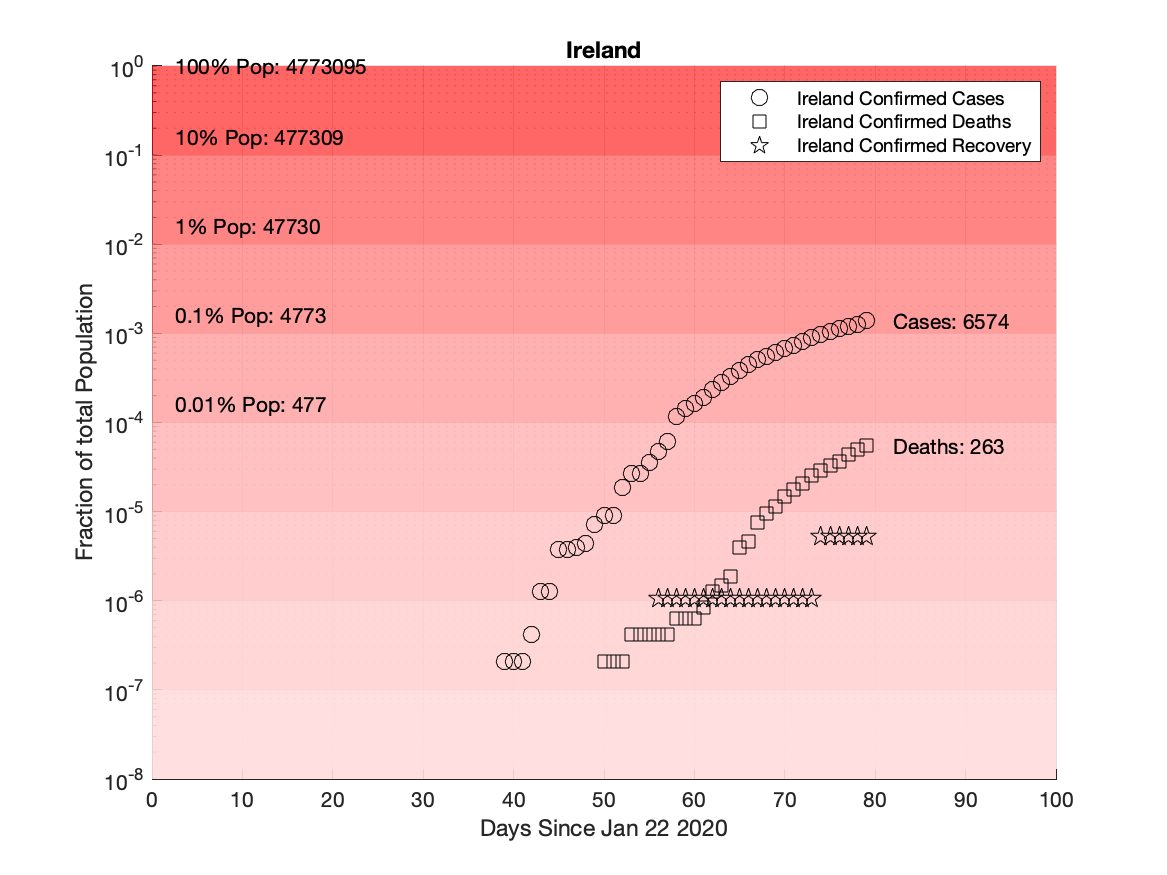 Ireland
10^0
10^-1
10^-2
10^-3
10^-4
10^-5
10^-6
10^-7
10^-8
Fraction of total Population
100% Pop: 4773095
10% Pop: 477309
1% Pop: 47730
0.1% Pop: 4773
0.01% Pop: 477
Ireland Confirmed Cases
Ireland Confirmed Deaths
Ireland Confirmed Recovery
Cases: 6574
Deaths: 263
0 10 20 30 40 50 60 70 80 90 100
Days Since Jan 22 2020